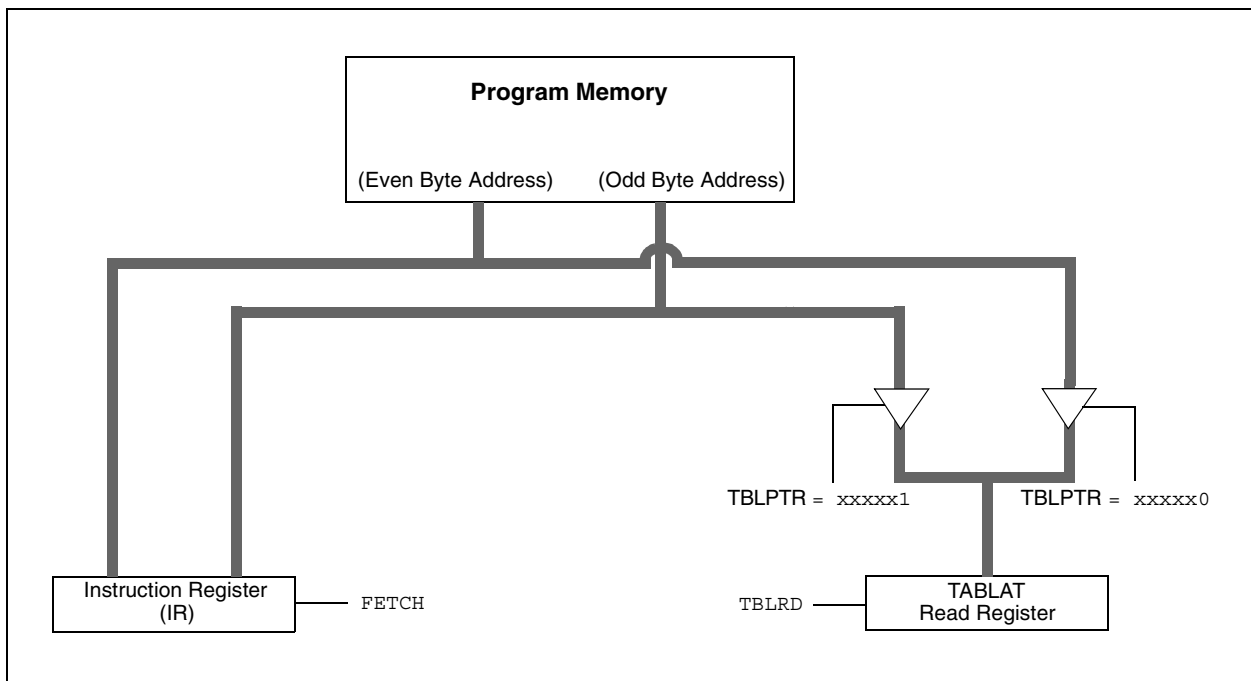 Program Memory
(Even Byte Address)
(Odd Byte Address)
TBLPTR = xxxxx1
TBLPTR = xxxxx0
Instruction Register
(IR)
FETCH
TBLRD
TABLAT
Read Register